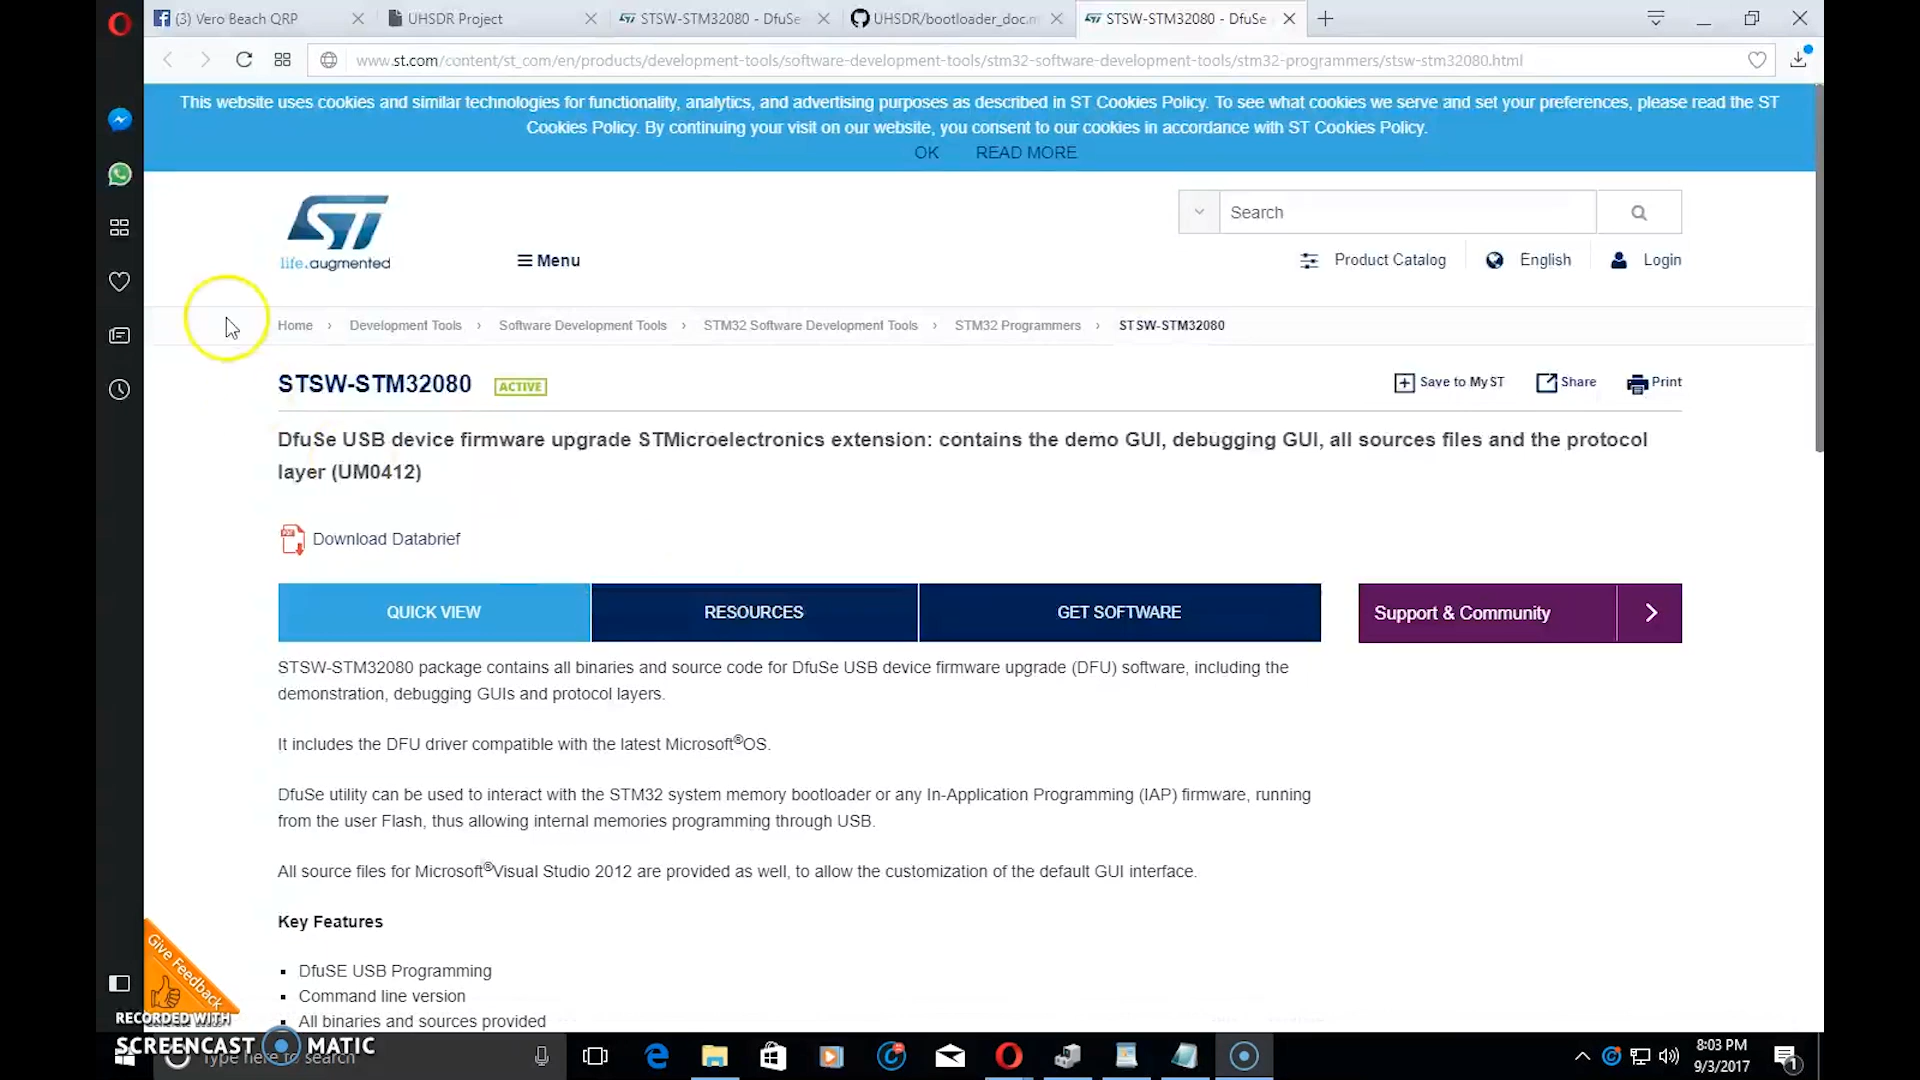 (3) Vero Beach QRP
UHSDR Project
STSW-STM32080 - DfuSe
UHSDR/bootloader_doc.m
STSW-STM32080 - DfuSe
www.st.com/content/st_com/en/products/development-tools/software-development-tools/stm32-software-development-tools/stm32-programmers/stsw-stm32080.html
This website uses cookies and similar technologies for functionality, analytics, and advertising purposes as described in ST Cookies Policy. To see what cookies we serve and set your preferences, please read the ST
Cookies Policy. By continuing your visit on our website, you consent to our cookies in accordance with ST Cookies Policy.
OK READ MORE
ST
life.augmented
Menu
Search
Product Catalog
English
Login
Home › Development Tools › Software Development Tools › STM32 Software Development Tools › STM32 Programmers › STSW-STM32080
STSW-STM32080 ACTIVE
Save to MyST Share Print
DfuSe USB device firmware upgrade STMicroelectronics extension: contains the demo GUI, debugging GUI, all sources files and the protocol
layer (UM0412)
Download Databrief
QUICK VIEW
RESOURCES
GET SOFTWARE
Support & Community
STSW-STM32080 package contains all binaries and source code for DfuSe USB device firmware upgrade (DFU) software, including the
demonstration, debugging GUIs and protocol layers.
It includes the DFU driver compatible with the latest Microsoft®OS.
DfuSe utility can be used to interact with the STM32 system memory bootloader or any In-Application Programming (IAP) firmware, running
from the user Flash, thus allowing internal memories programming through USB.
All source files for Microsoft®Visual Studio 2012 are provided as well, to allow the customization of the default GUI interface.
Key Features
▪ DfuSE USB Programming
▪ Command line version
▪ All binaries and sources provided
Give Feedback
RECORDED WITH
SCREENCAST MATIC
Type here to search
8:03 PM
9/3/2017
1